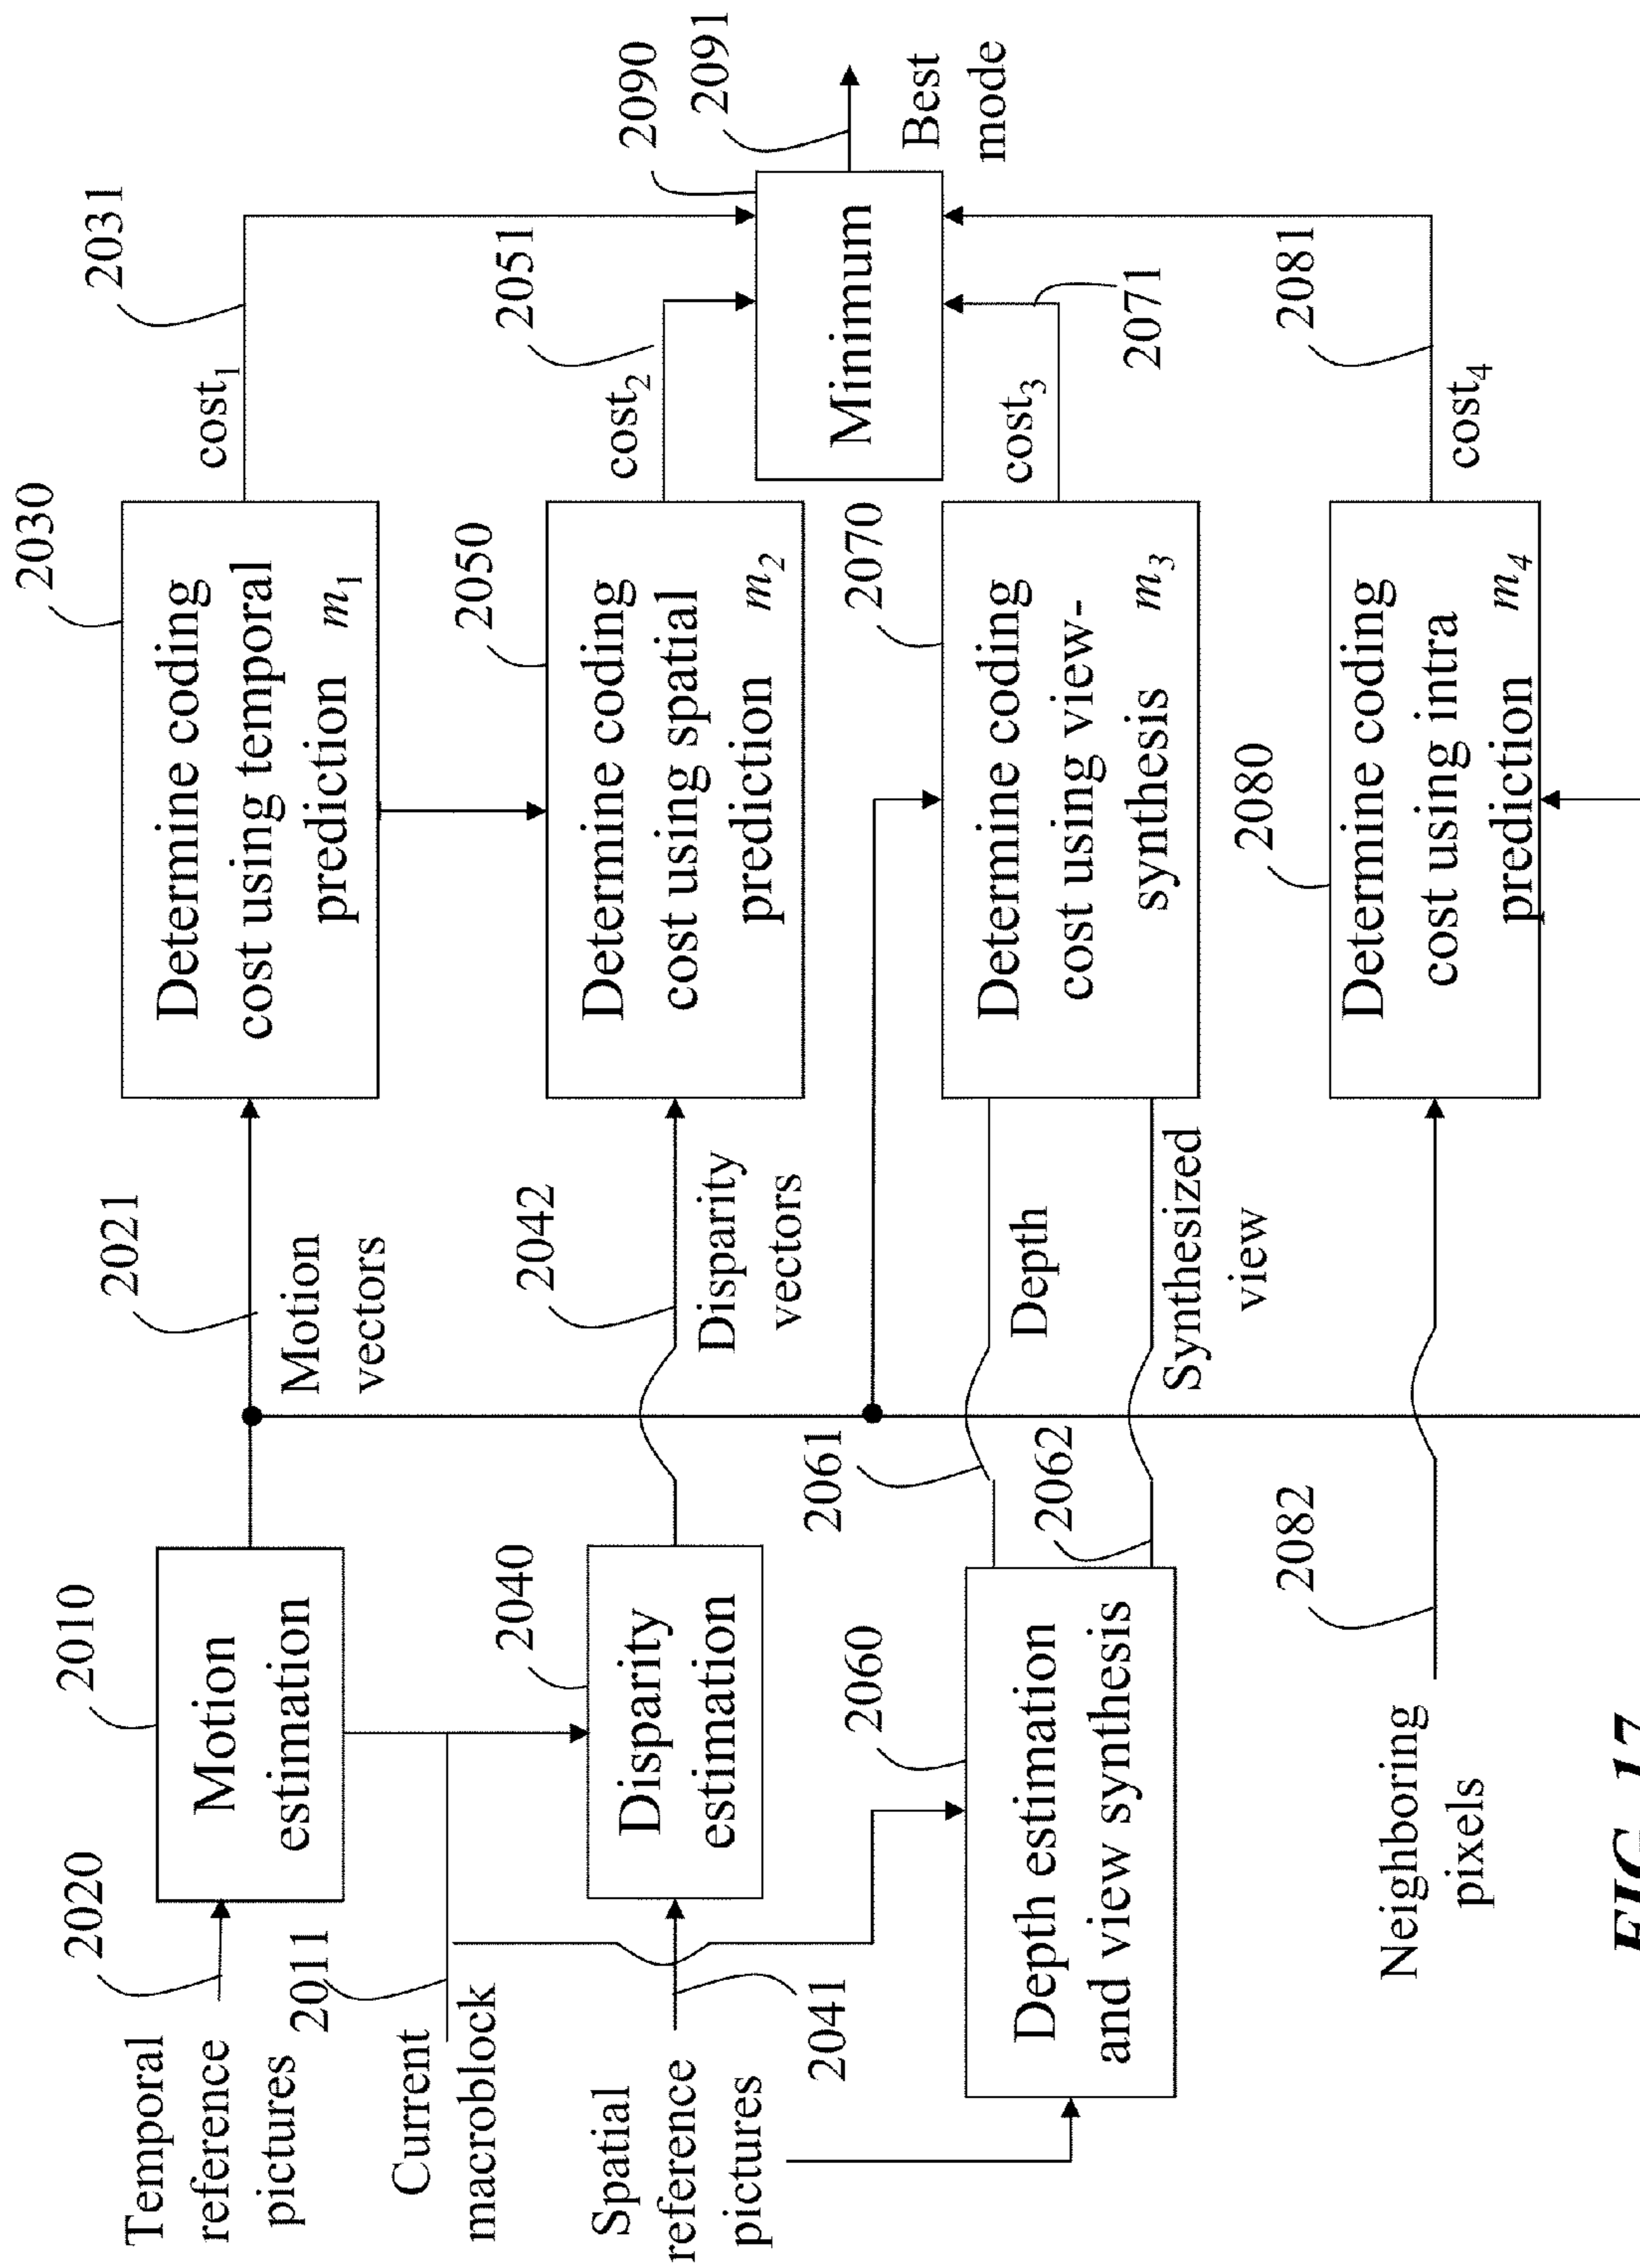 Temporal
reference
pictures
2020
2010
Motion
estimation
2021
Motion
vectors
2030
Determine coding
cost using temporal
prediction m₁
cost₁
2031
2011
Current
macroblock
Spatial
reference
pictures
2041
2040
Disparity
estimation
2042
Disparity
vectors
2050
Determine coding
cost using spatial
prediction m₂
cost₂
2051
2090
Minimum
2091
Best
mode
2060
Depth estimation
and view synthesis
2061
Depth
2062
Synthesized
view
2070
Determine coding
cost using view-
synthesis m₃
cost₃
2071
Neighboring
pixels
2082
2080
Determine coding
cost using intra
prediction m₄
cost₄
2081
FIG. 17